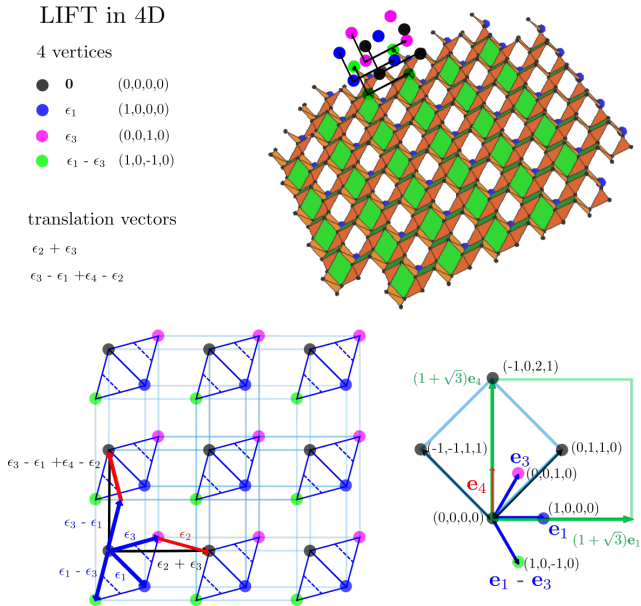 LIFT in 4D
4 vertices
0 (0,0,0,0)
ϵ₁ (1,0,0,0)
ϵ₃ (0,0,1,0)
ϵ₁ - ϵ₃ (1,0,-1,0)
translation vectors
ϵ₂ + ϵ₃
ϵ₃ - ϵ₁ +ϵ₄ - ϵ₂
ϵ₃ - ϵ₁ +ϵ₄ - ϵ₂
ϵ₃ - ϵ₁
ϵ₃
ϵ₂
ϵ₁ - ϵ₃
ϵ₁
ϵ₂ + ϵ₃
(-1,0,2,1)
(1 + √3)e₄
(-1,-1,1,1)
(0,1,1,0)
e₃
(0,0,1,0)
e₄
(0,0,0,0)
(1,0,0,0)
e₁
(1 + √3)e₁
(1,0,-1,0)
e₁ - e₃